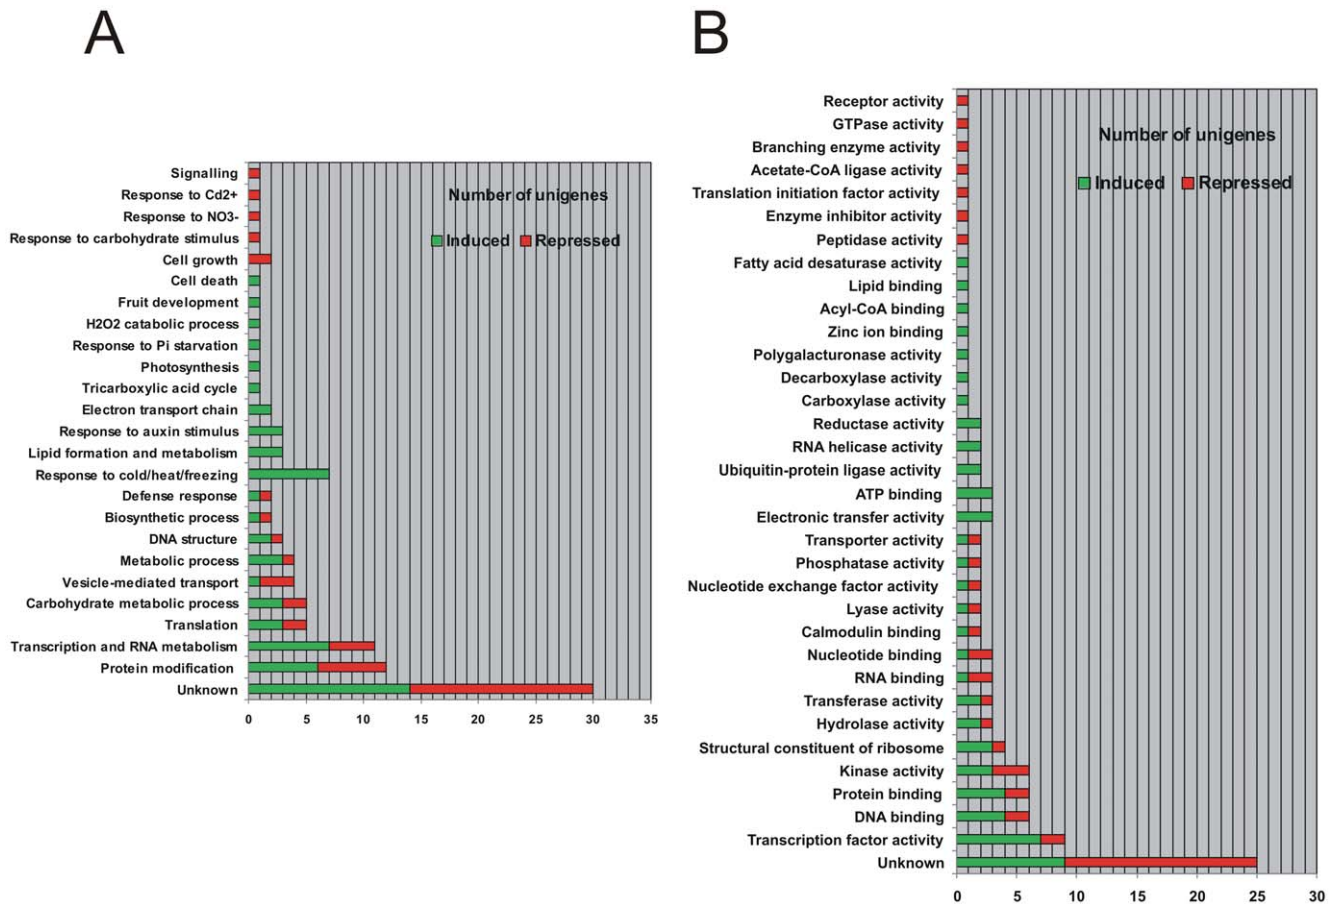 A
Signalling
Response to Cd2+
Response to NO3-
Response to carbohydrate stimulus
Cell growth
Cell death
Fruit development
H2O2 catabolic process
Response to Pi starvation
Photosynthesis
Tricarboxylic acid cycle
Electron transport chain
Response to auxin stimulus
Lipid formation and metabolism
Response to cold/heat/freezing
Defense response
Biosynthetic process
DNA structure
Metabolic process
Vesicle-mediated transport
Carbohydrate metabolic process
Translation
Transcription and RNA metabolism
Protein modification
Unknown
Number of unigenes
Induced Repressed
0 5 10 15 20 25 30 35
B
Receptor activity
GTPase activity
Branching enzyme activity
Acetate-CoA ligase activity
Translation initiation factor activity
Enzyme inhibitor activity
Peptidase activity
Fatty acid desaturase activity
Lipid binding
Acyl-CoA binding
Zinc ion binding
Polygalacturonase activity
Decarboxylase activity
Carboxylase activity
Reductase activity
RNA helicase activity
Ubiquitin-protein ligase activity
ATP binding
Electronic transfer activity
Transporter activity
Phosphatase activity
Nucleotide exchange factor activity
Lyase activity
Calmodulin binding
Nucleotide binding
RNA binding
Transferase activity
Hydrolase activity
Structural constituent of ribosome
Kinase activity
Protein binding
DNA binding
Transcription factor activity
Unknown
Number of unigenes
Induced Repressed
0 5 10 15 20 25 30